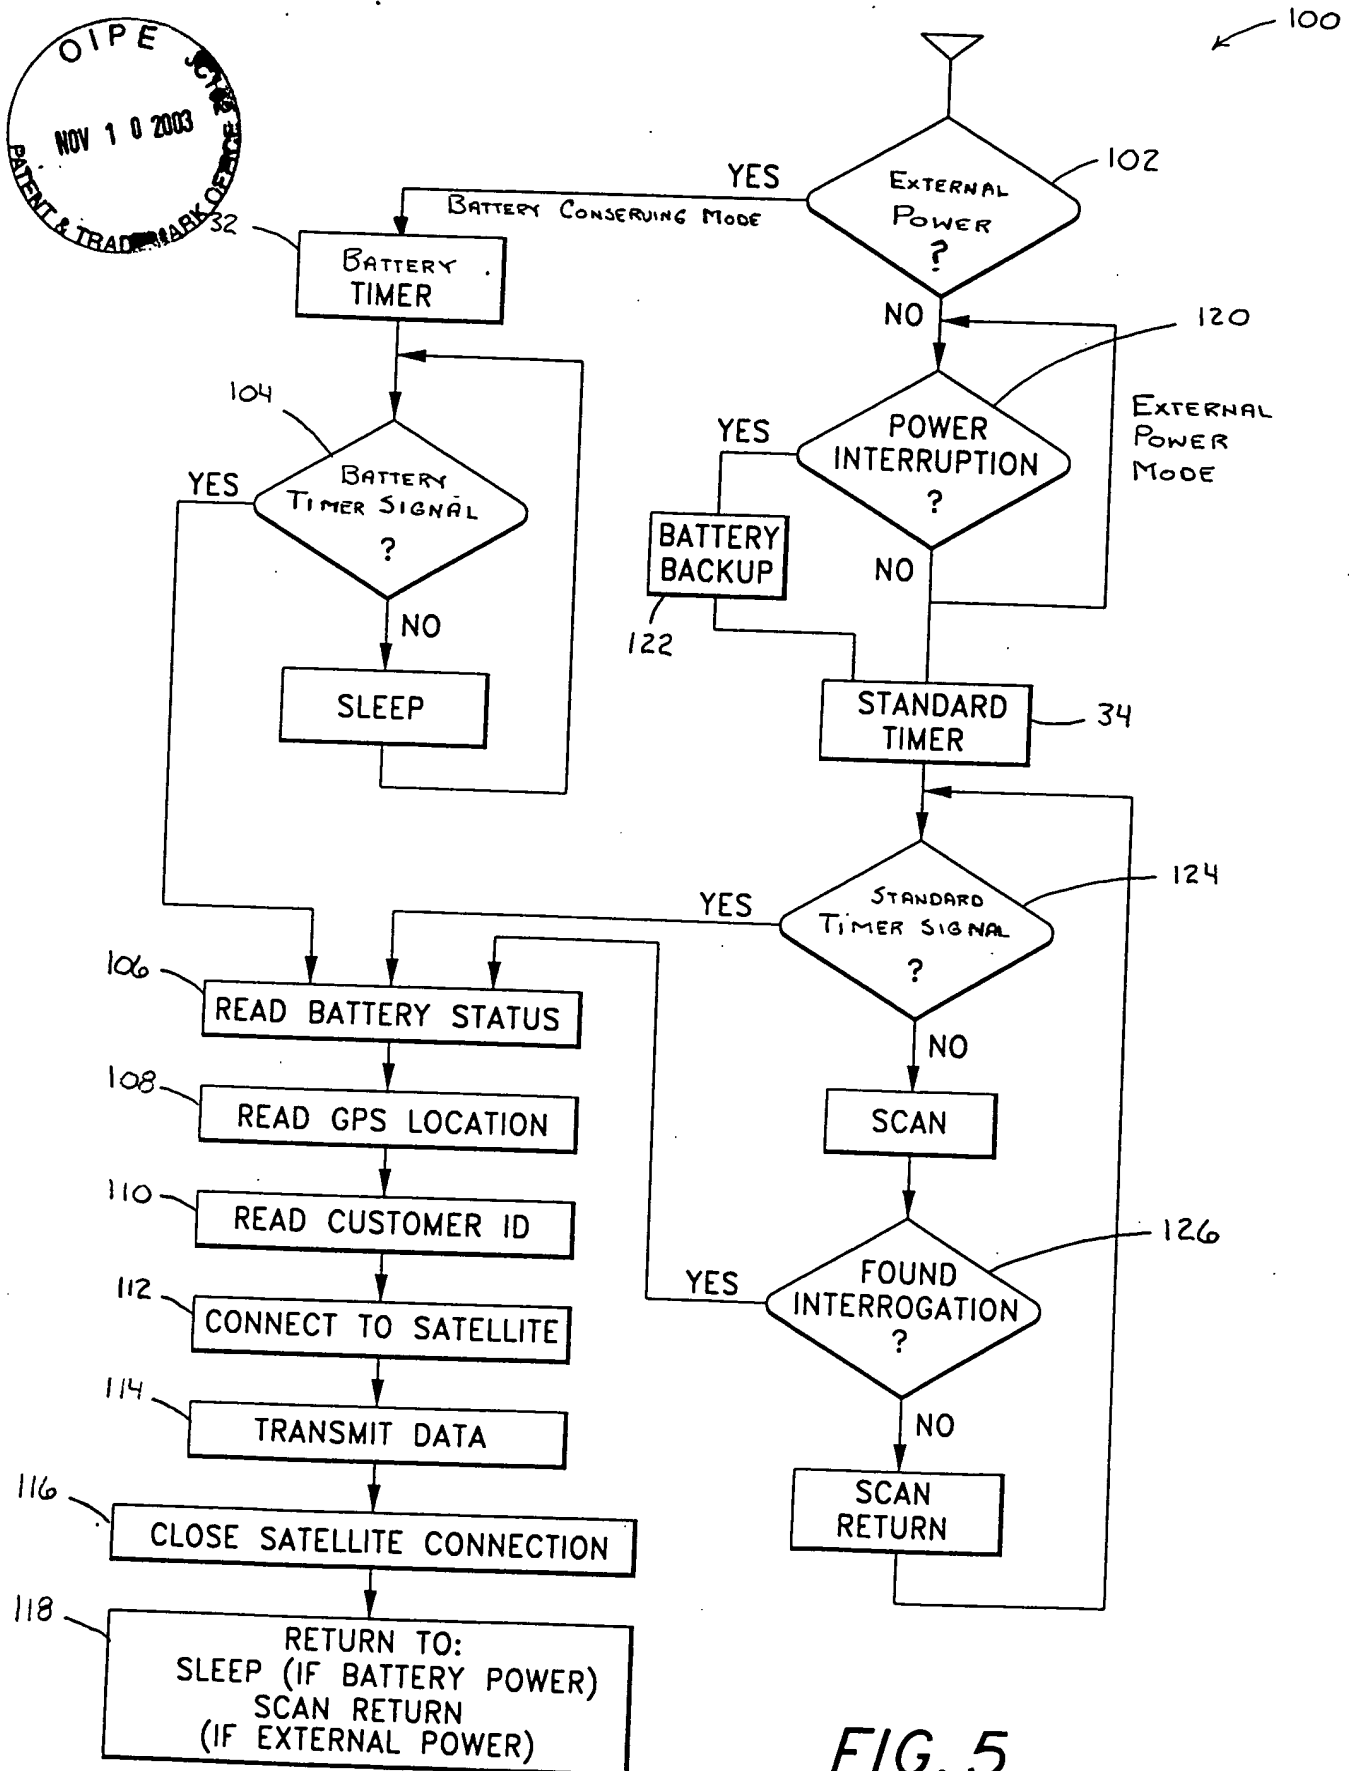 OIPE
NOV 1 0 2003
PATENT & TRADEMARK OFFICE
100
EXTERNAL
POWER
?
102
YES
BATTERY CONSERVING MODE
32
BATTERY
TIMER
NO
120
104
BATTERY
TIMER SIGNAL
?
YES
NO
SLEEP
POWER
INTERRUPTION
?
YES
EXTERNAL
POWER
MODE
BATTERY
BACKUP
122
NO
STANDARD
TIMER
34
STANDARD
TIMER SIGNAL
?
124
YES
NO
SCAN
FOUND
INTERROGATION
?
126
YES
NO
SCAN
RETURN
106
READ BATTERY STATUS
108
READ GPS LOCATION
110
READ CUSTOMER ID
112
CONNECT TO SATELLITE
114
TRANSMIT DATA
116
CLOSE SATELLITE CONNECTION
118
RETURN TO:
SLEEP (IF BATTERY POWER)
SCAN RETURN
(IF EXTERNAL POWER)
FIG. 5